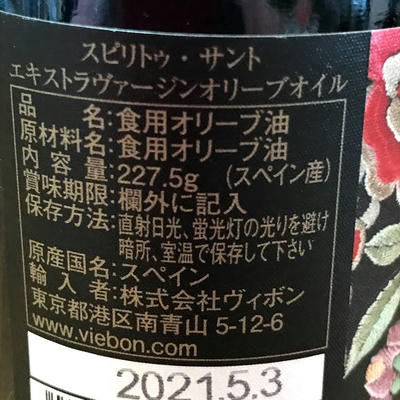 スピリトゥ・サント
エキストラヴァージンオリーブオイル
品名:食用オリーブ油
原材料名:食用オリーブ油
内容量:227.5g (スペイン産)
賞味期限:欄外に記入
保存方法:直射日光、蛍光灯の光りを避け
暗所、室温で保存して下さい
原産国名:スペイン
輸入者:株式会社ヴィボン
東京都港区南青山 5-12-6
www.viebon.com
2021.5.3